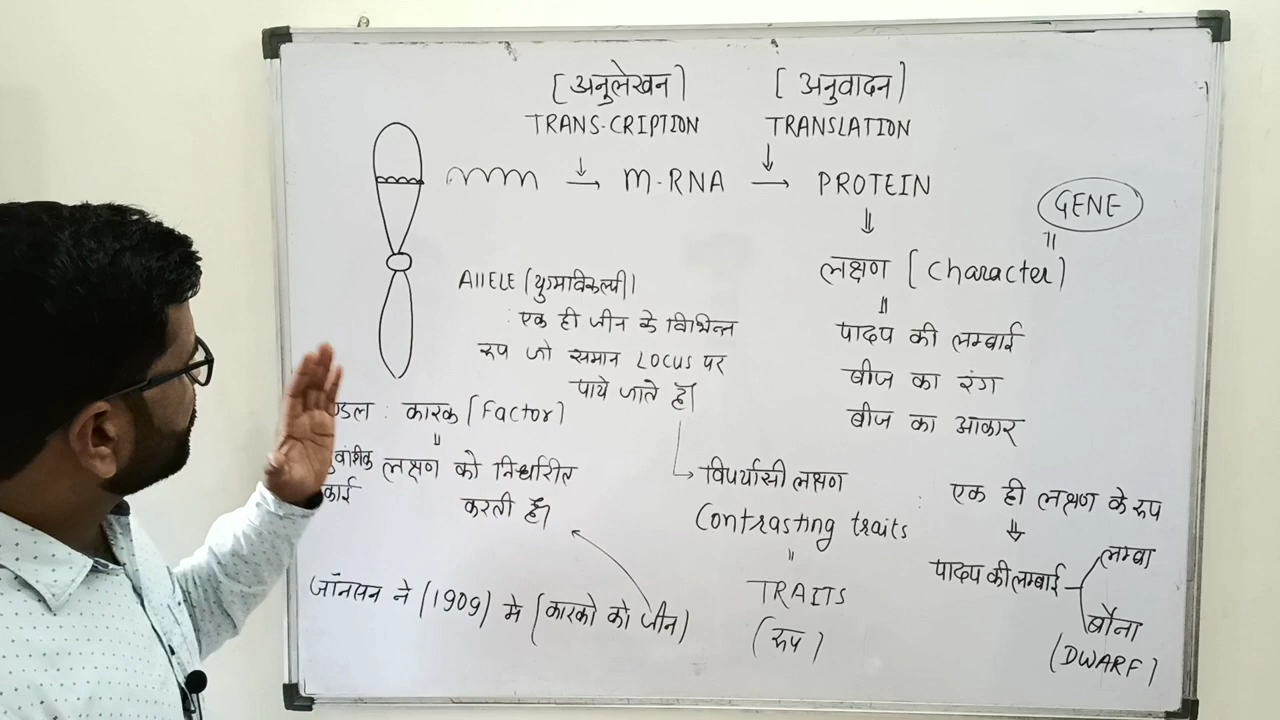 [अनुलेखन] [अनुवादन]
TRANS-CRIPTION TRANSLATION
M-RNA PROTEIN
GENE
लक्षण [Character]
Allele [युग्मविकल्पी]
: एक ही जीन के विभिन्न
रूप जो समान LOCUS पर
पाये जाते हैं।
पादप की लम्बाई
बीज का रंग
बीज का आकार
कारक [Factor]
लक्षण को निर्धारित
करती हैं।
जॉनसन ने (1909) मे (कारको को जीन)
विपर्यासी लक्षण
Contrasting traits
TRAITS
(रूप)
: एक ही लक्षण के रूप
पादप की लम्बाई
लम्बा
बौना
(DWARF)